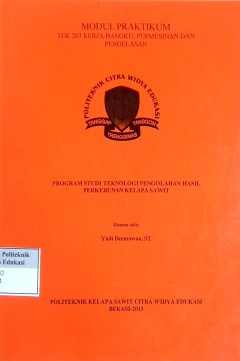 MODUL PRAKTIKUM
TEK 203 KERJA BANGKU, PERMESINAN DAN
PENGELASAN
POLITEKNIK CITRA WIDYA EDUKASI
TANGGAP
TANGGON
TRENGGINAS
PROGRAM STUDI TEKNOLOGI PENGOLAHAN HASIL
PERKEBUNAN KELAPA SAWIT
Disusun oleh:
Yudi Dermawan, ST
Politeknik
Edukasi
POLITEKNIK KELAPA SAWIT CITRA WIDYA EDUKASI
BEKASI-2013